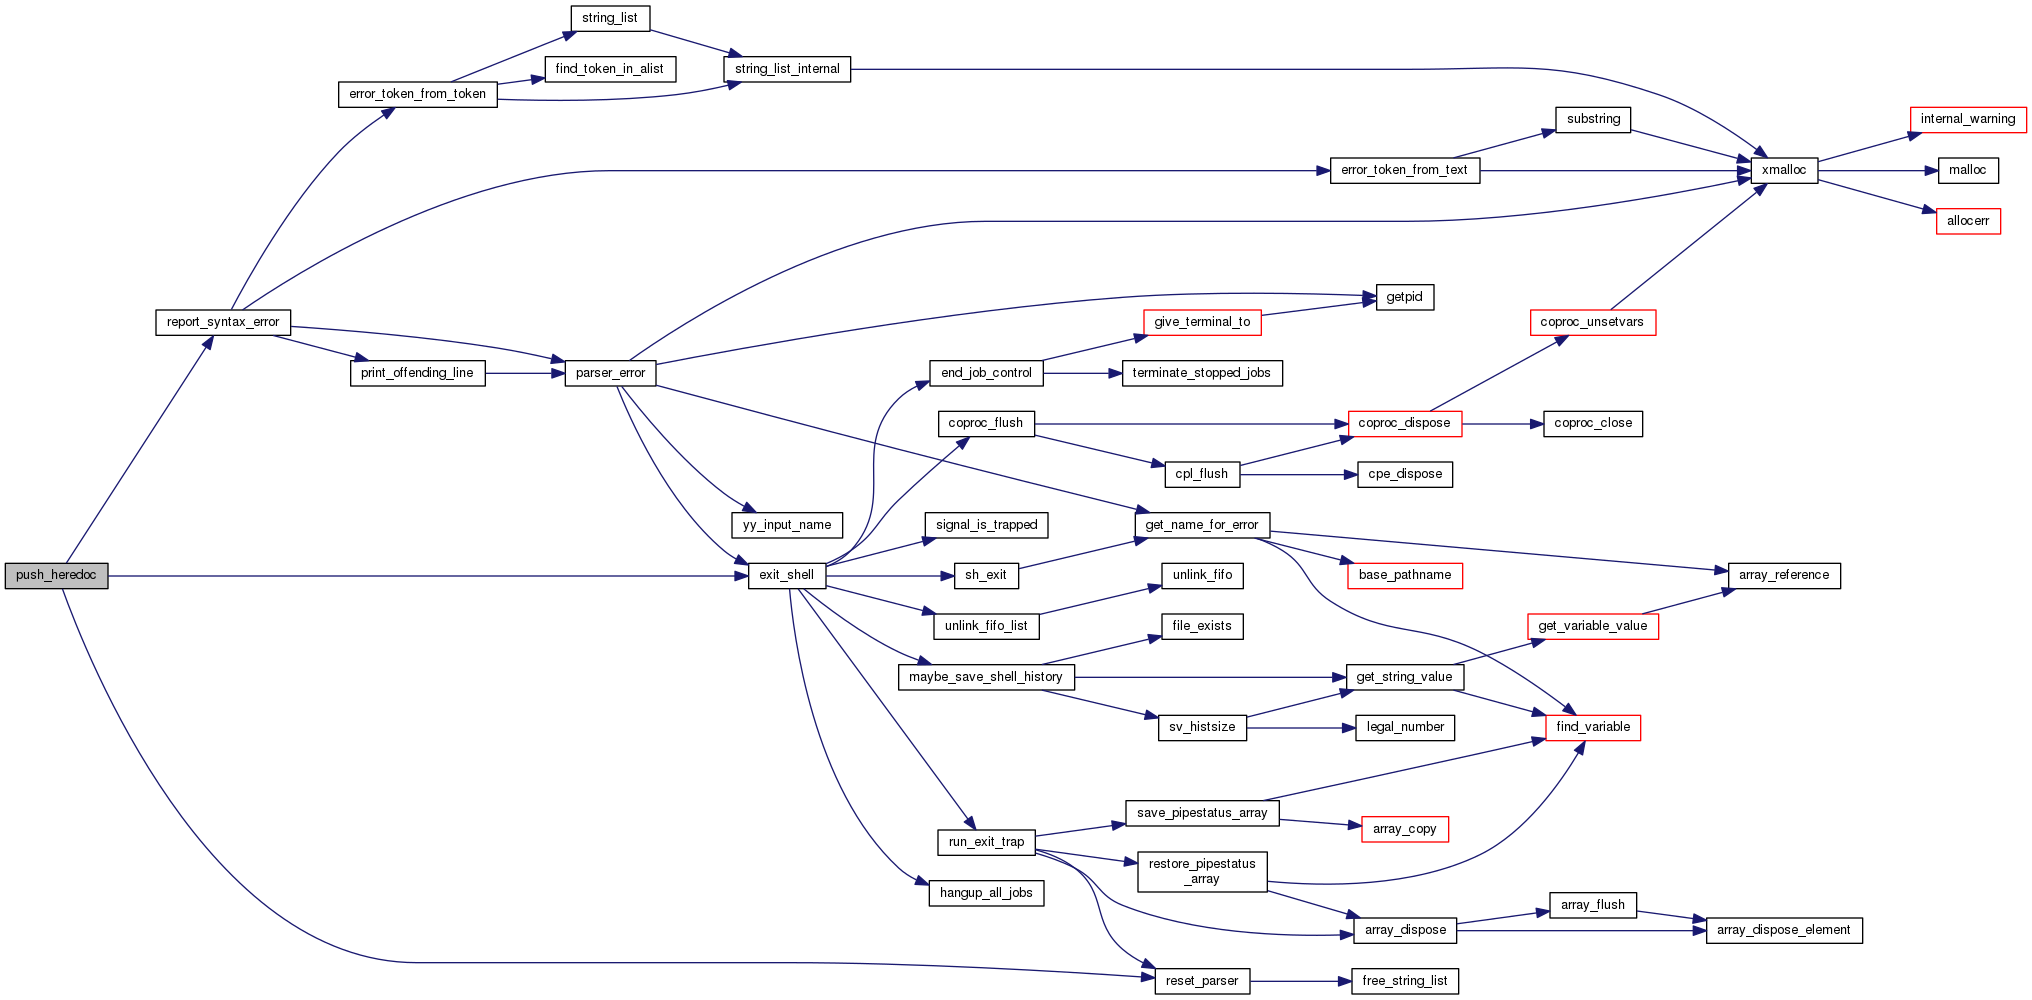 string_list
find_token_in_alist
string_list_internal
error_token_from_token
substring
internal_warning
error_token_from_text
xmalloc
malloc
allocerr
getpid
report_syntax_error
give_terminal_to
coproc_unsetvars
print_offending_line
parser_error
end_job_control
terminate_stopped_jobs
coproc_flush
coproc_dispose
coproc_close
cpl_flush
cpe_dispose
yy_input_name
signal_is_trapped
get_name_for_error
push_heredoc
exit_shell
sh_exit
unlink_fifo
base_pathname
array_reference
unlink_fifo_list
file_exists
get_variable_value
maybe_save_shell_history
get_string_value
sv_histsize
legal_number
find_variable
save_pipestatus_array
array_copy
run_exit_trap
restore_pipestatus
_array
hangup_all_jobs
array_flush
array_dispose
array_dispose_element
reset_parser
free_string_list